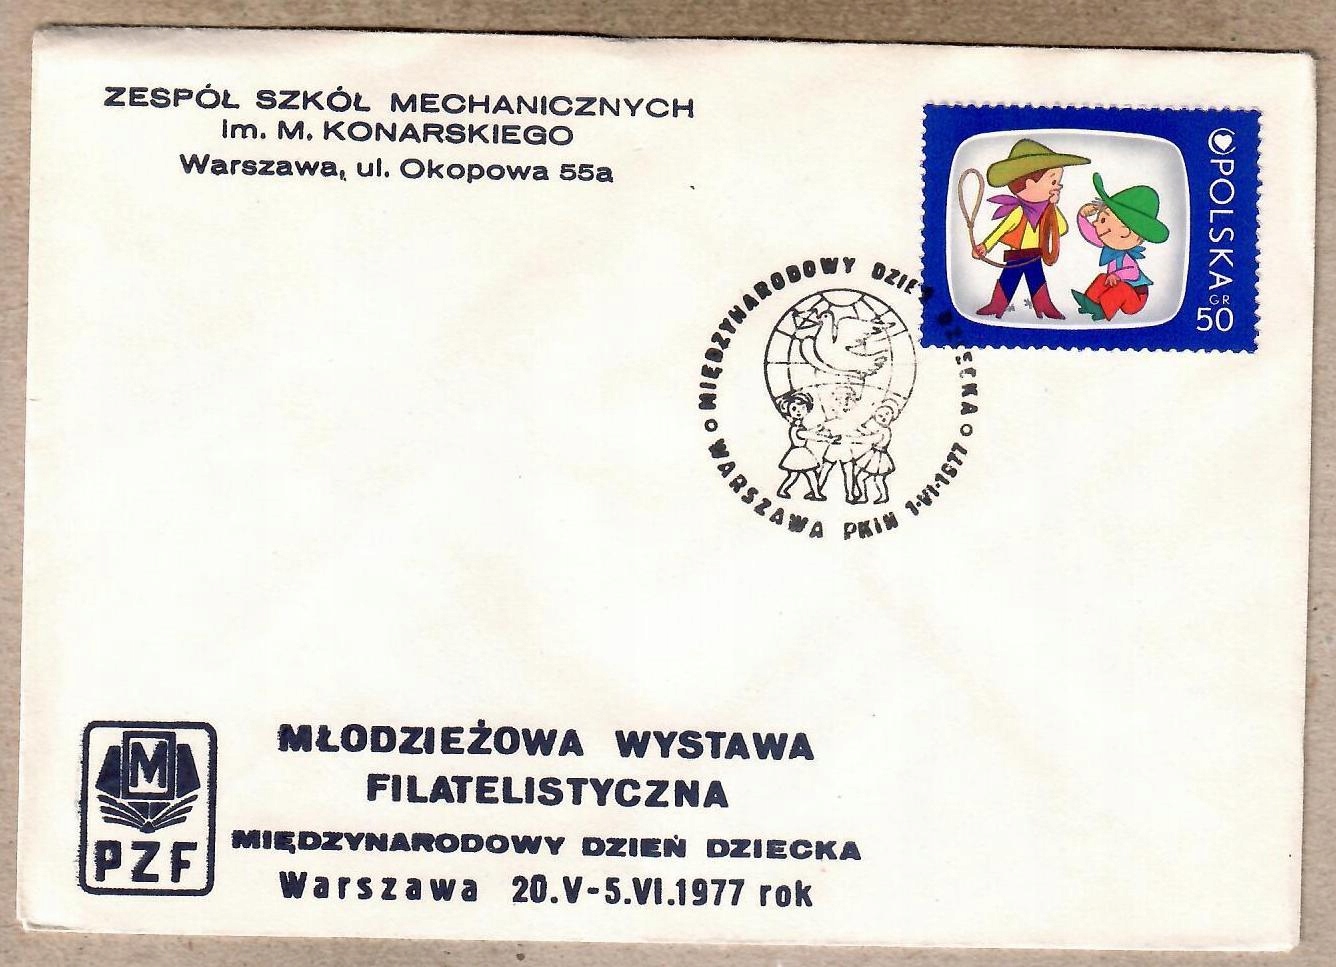 ZESPÓŁ SZKÓŁ MECHANICZNYCH
im. M. KONARSKIEGO
Warszawa, ul. Okopowa 55a
POLSKA
GR
50
MIĘDZYNARODOWY DZIEŃ DZIECKA
WARSZAWA PKiN 1·VI·1977
M
PZF
MŁODZIEŻOWA WYSTAWA
FILATELISTYCZNA
MIĘDZYNARODOWY DZIEŃ DZIECKA
Warszawa 20.V-5.VI.1977 rok